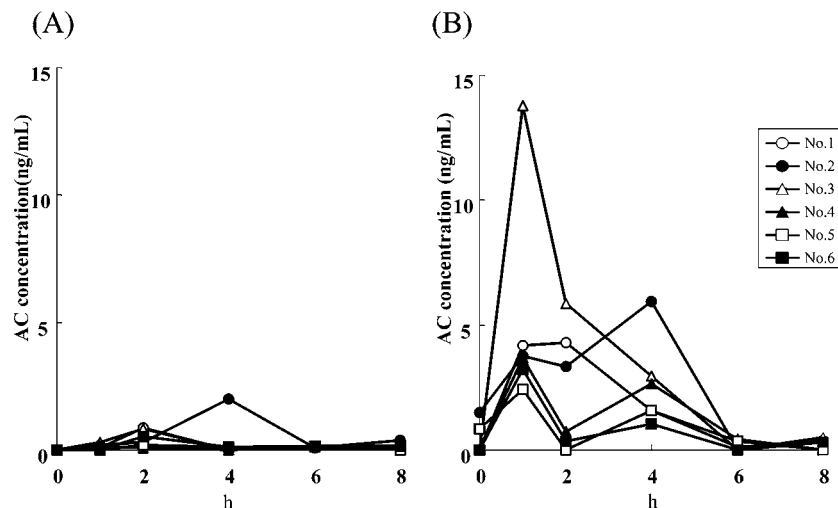 (A)
(B)
15
10
5
0
AC concentration(ng/mL)
0 2 4 6 8
h
15
10
5
0
AC concentration (ng/mL)
0 2 4 6 8
h
No.1
No.2
No.3
No.4
No.5
No.6